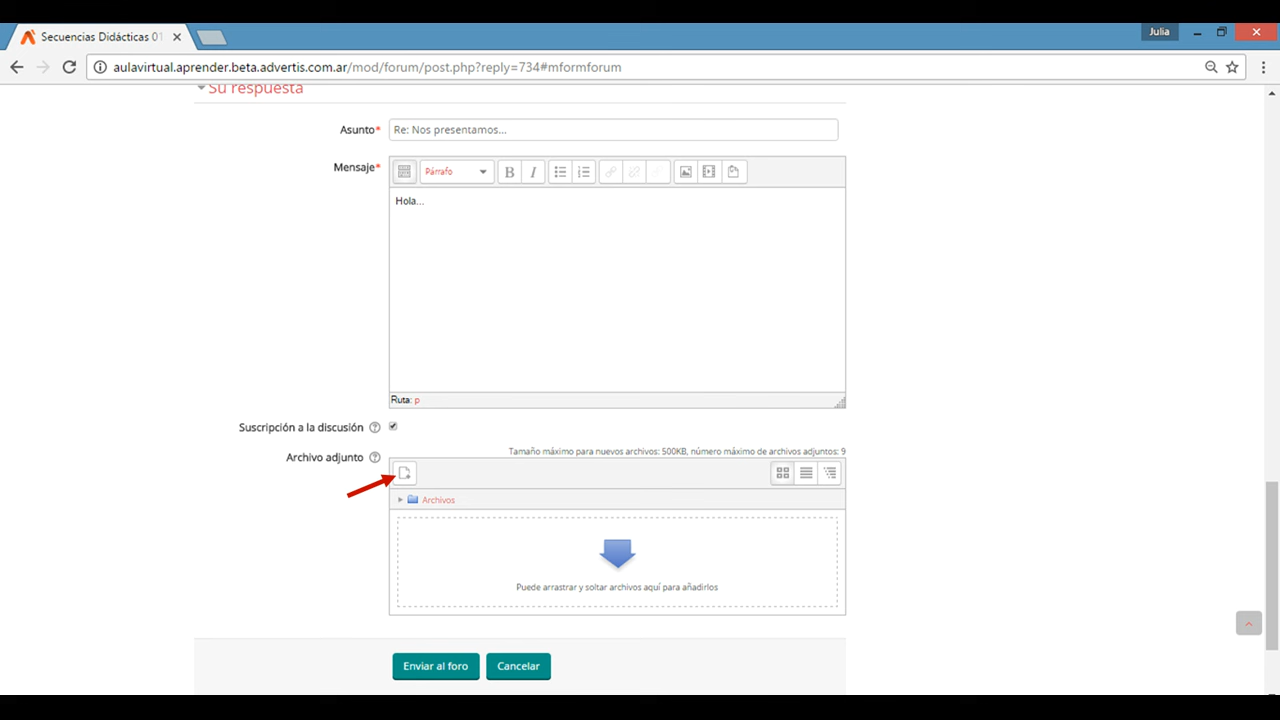 Secuencias Didácticas 01
Julia
aulavirtual.aprender.beta.advertis.com.ar/mod/forum/post.php?reply=734#mformforum
Su respuesta
Asunto*
Re: Nos presentamos...
Mensaje*
Párrafo
B I
Hola...
Ruta: p
Suscripción a la discusión
Archivo adjunto
Tamaño máximo para nuevos archivos: 500KB, número máximo de archivos adjuntos: 9
Archivos
Puede arrastrar y soltar archivos aquí para añadirlos
Enviar al foro
Cancelar